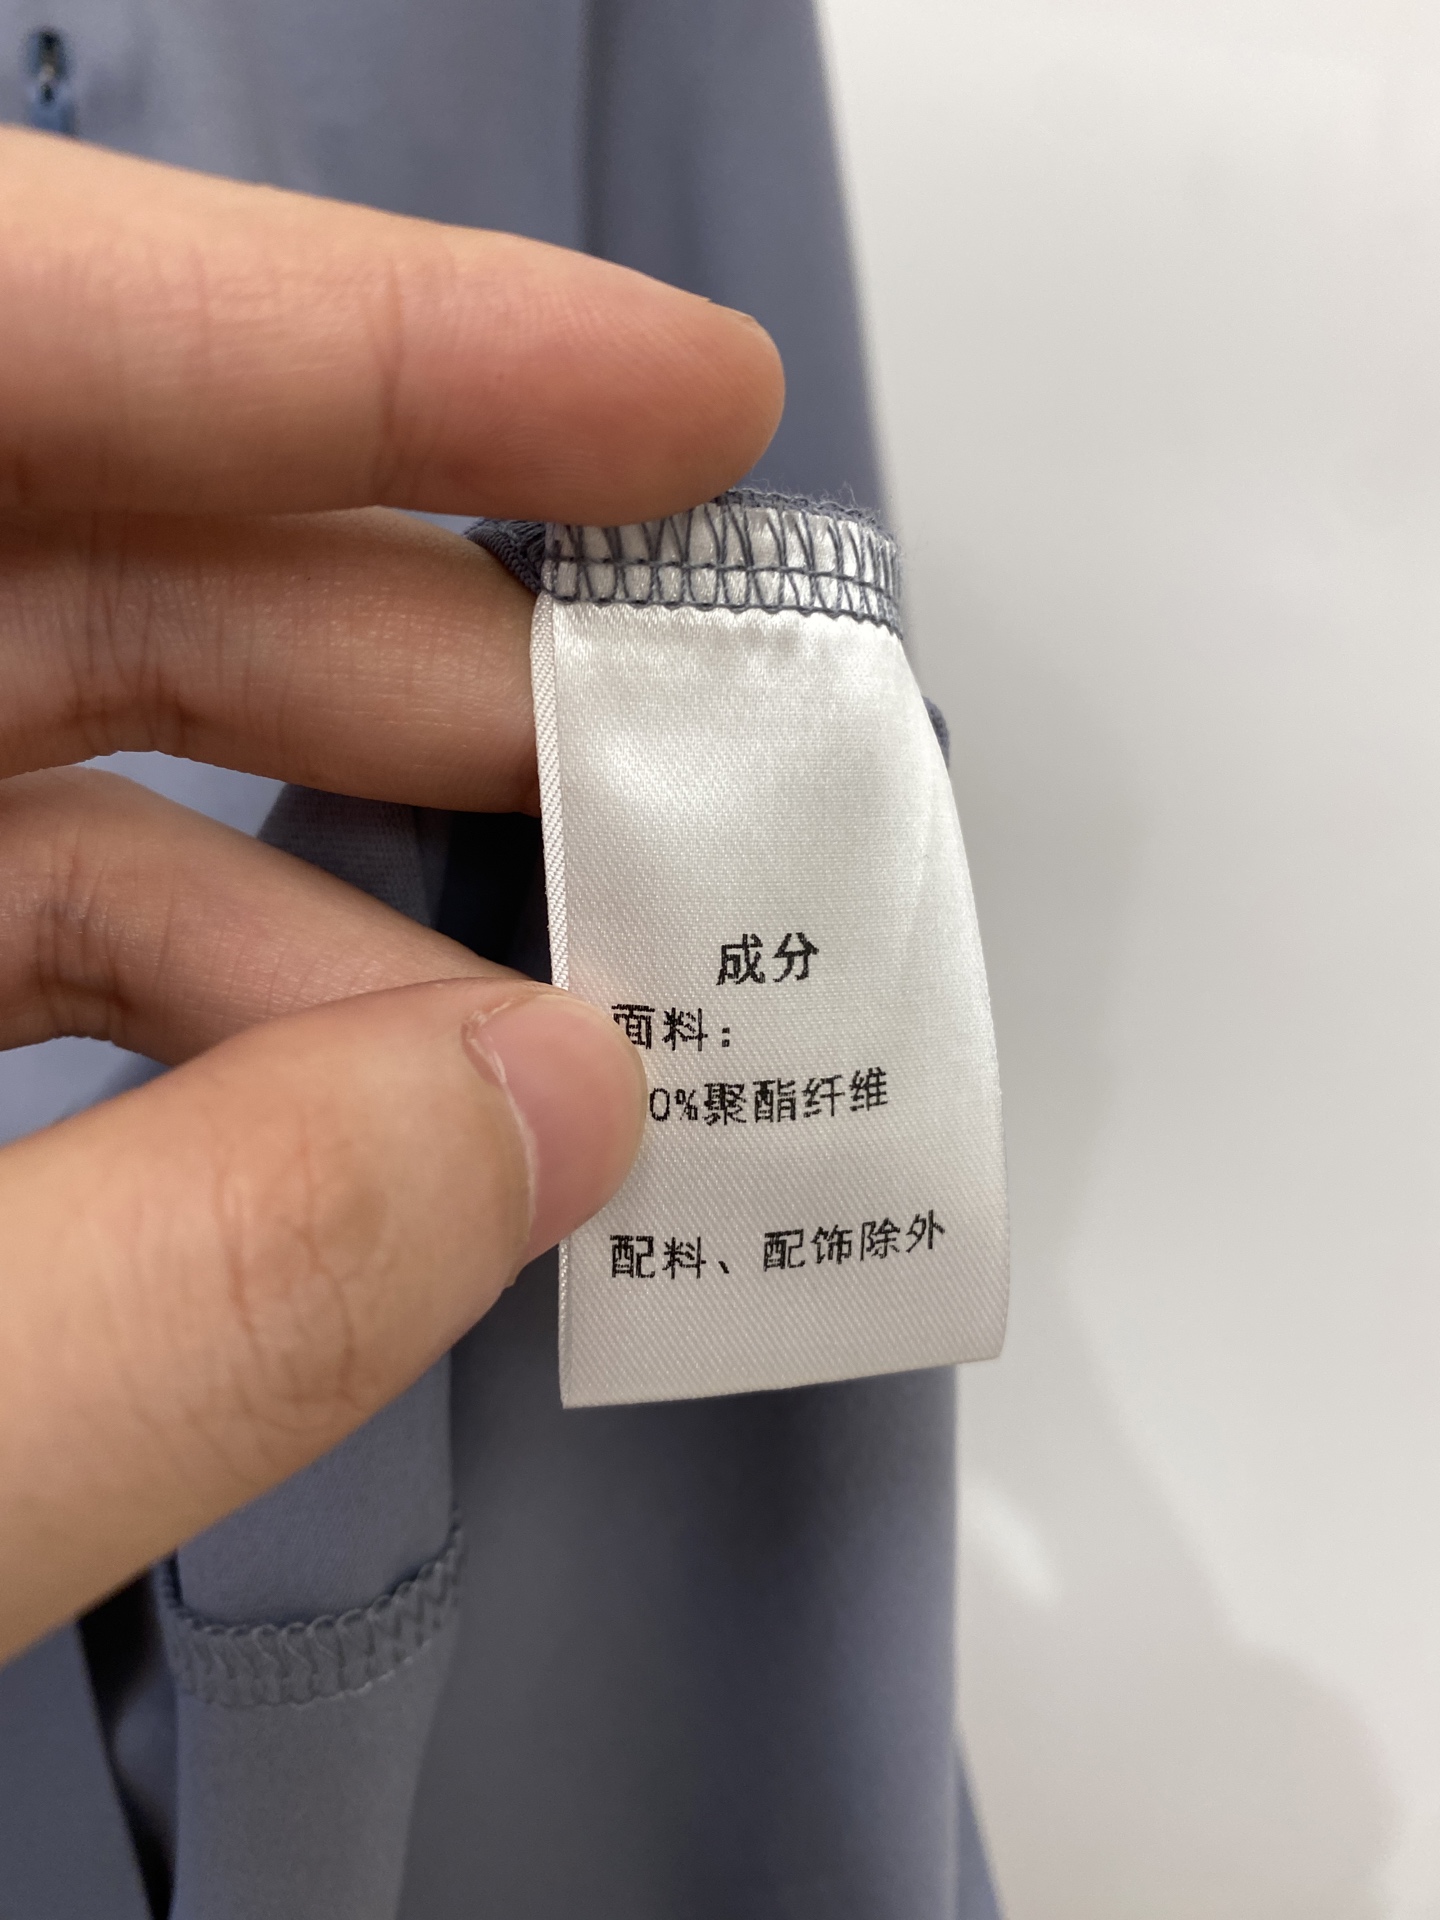 成分
面料：
0%聚酯纤维
配料、配饰除外